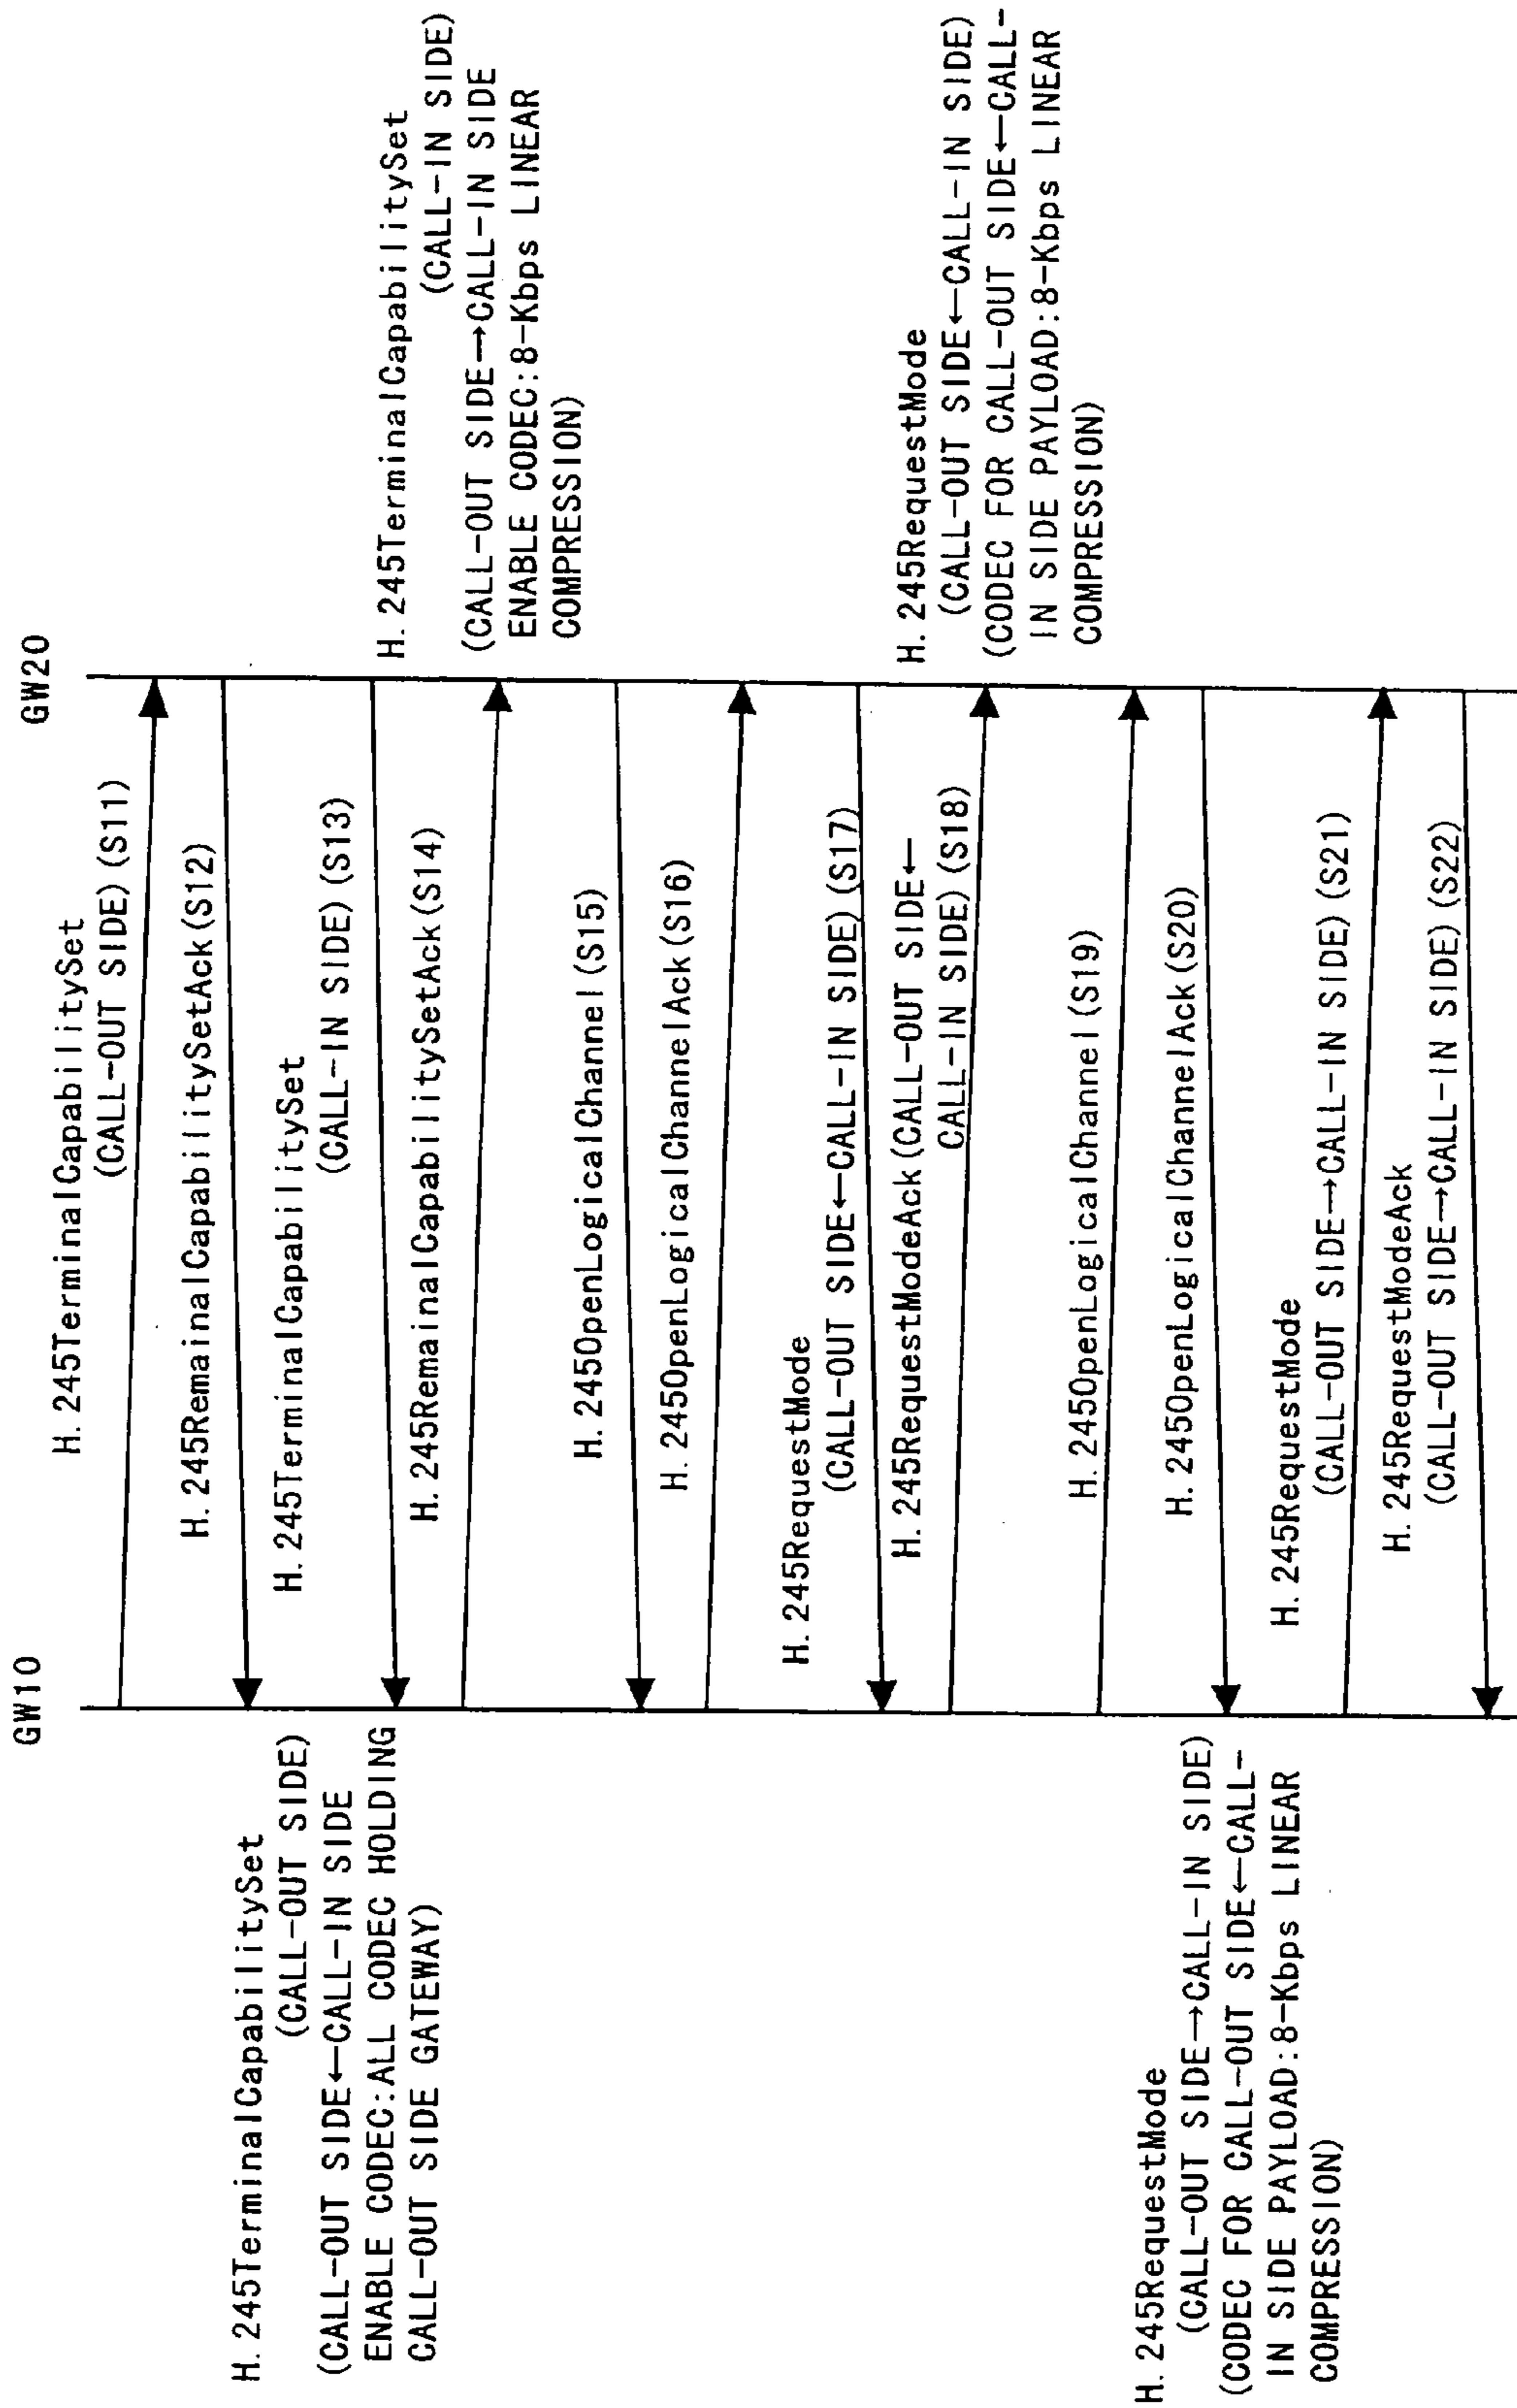 GW10
GW20
H.245TerminalCapabilitySet
(CALL-OUT SIDE)(S11)
H.245RemainalCapabilitySetAck(S12)
H.245TerminalCapabilitySet
(CALL-IN SIDE)(S13)
H.245RemainalCapabilitySetAck(S14)
H.245OpenLogicalChannel(S15)
H.245OpenLogicalChannelAck(S16)
H.245RequestMode
(CALL-OUT SIDE←CALL-IN SIDE)(S17)
H.245RequestModeAck(CALL-OUT SIDE←
CALL-IN SIDE)(S18)
H.245OpenLogicalChannel(S19)
H.245OpenLogicalChannelAck(S20)
H.245RequestMode
(CALL-OUT SIDE→CALL-IN SIDE)(S21)
H.245RequestModeAck
(CALL-OUT SIDE→CALL-IN SIDE)(S22)
H.245TerminalCapabilitySet
(CALL-OUT SIDE)
(CALL-OUT SIDE←CALL-IN SIDE
ENABLE CODEC:ALL CODEC HOLDING
CALL-OUT SIDE GATEWAY)
H.245RequestMode
(CALL-OUT SIDE→CALL-IN SIDE)
(CODEC FOR CALL-OUT SIDE←CALL-
IN SIDE PAYLOAD:8-Kbps LINEAR
COMPRESSION)
H.245TerminalCapabilitySet
(CALL-IN SIDE)
(CALL-OUT SIDE→CALL-IN SIDE
ENABLE CODEC:8-Kbps LINEAR
COMPRESSION)
H.245RequestMode
(CALL-OUT SIDE←CALL-IN SIDE)
(CODEC FOR CALL-OUT SIDE←CALL-
IN SIDE PAYLOAD:8-Kbps LINEAR
COMPRESSION)